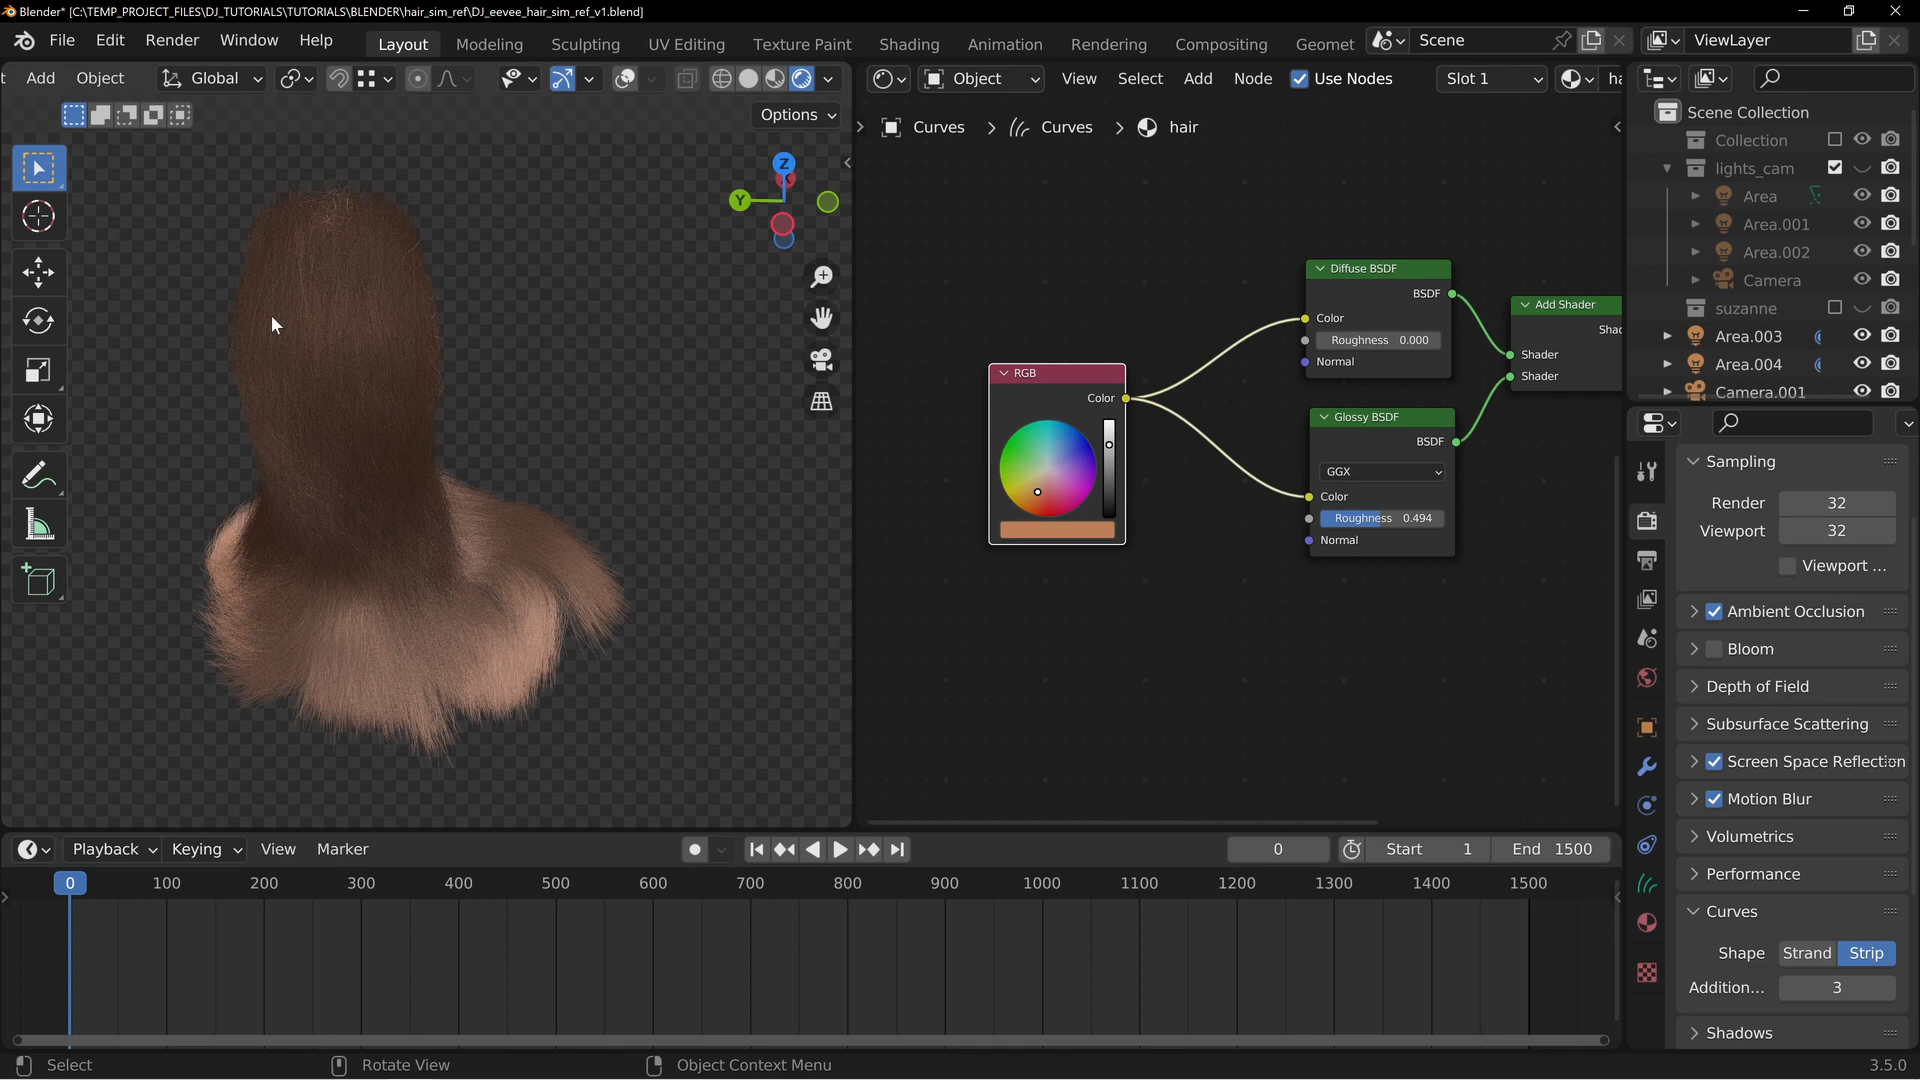 Blender* [C:\TEMP_PROJECT_FILES\DJ_TUTORIALS\TUTORIALS\BLENDER\hair_sim_ref\DJ_eevee_hair_sim_ref_v1.blend]
File Edit Render Window Help Layout Modeling Sculpting UV Editing Texture Paint Shading Animation Rendering Compositing Geomet Scene ViewLayer
t Add Object Global
Options
Z
Y
Object View Select Add Node Use Nodes Slot 1 ha
Curves Curves hair
Diffuse BSDF
BSDF
Color
Roughness 0.000
Normal
Add Shader
Shac
Shader
Shader
RGB
Color
Glossy BSDF
BSDF
GGX
Color
Roughness 0.494
Normal
Scene Collection
Collection
lights_cam
Area
Area.001
Area.002
Camera
suzanne
Area.003
Area.004
Camera.001
Sampling
Render 32
Viewport 32
Viewport ...
Ambient Occlusion
Bloom
Depth of Field
Subsurface Scattering
Screen Space Reflection
Motion Blur
Volumetrics
Performance
Curves
Shape Strand Strip
Addition... 3
Shadows
Playback Keying View Marker 0 Start 1 End 1500
0 100 200 300 400 500 600 700 800 900 1000 1100 1200 1300 1400 1500
Select Rotate View Object Context Menu 3.5.0